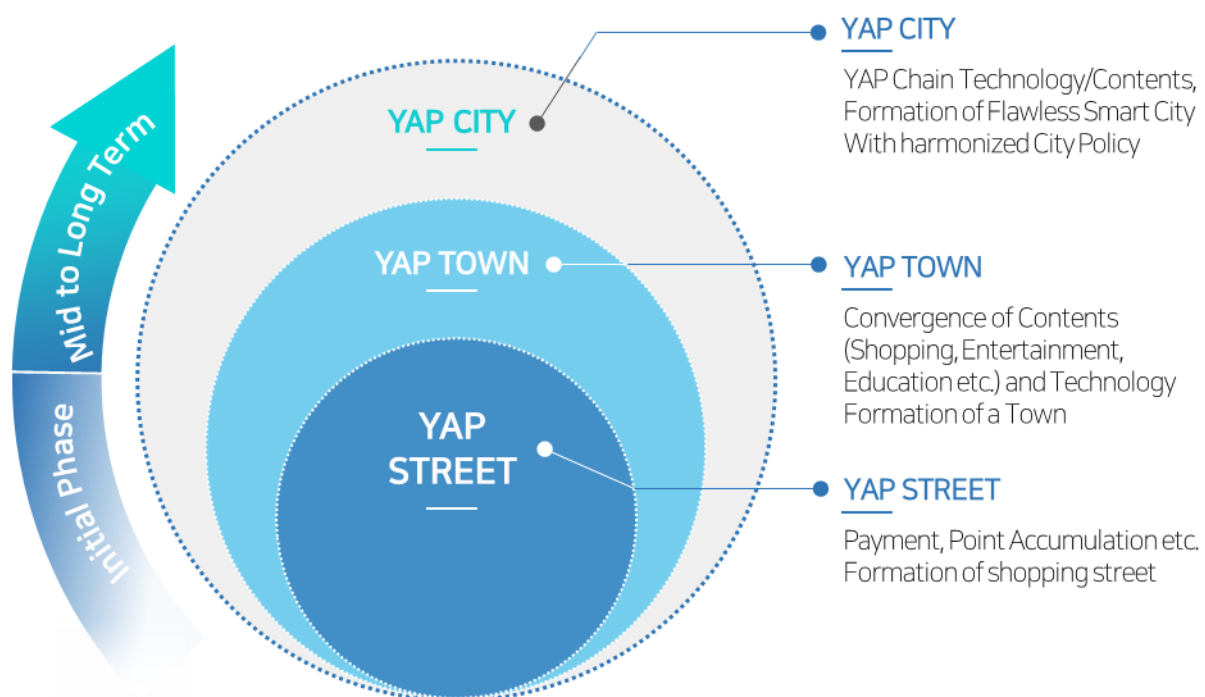 Mid to Long Term
Initial Phase
YAP CITY
YAP TOWN
YAP
STREET
YAP CITY
YAP Chain Technology/Contents,
Formation of Flawless Smart City
With harmonized City Policy
YAP TOWN
Convergence of Contents
(Shopping, Entertainment,
Education etc.) and Technology
Formation of a Town
YAP STREET
Payment, Point Accumulation etc.
Formation of shopping street